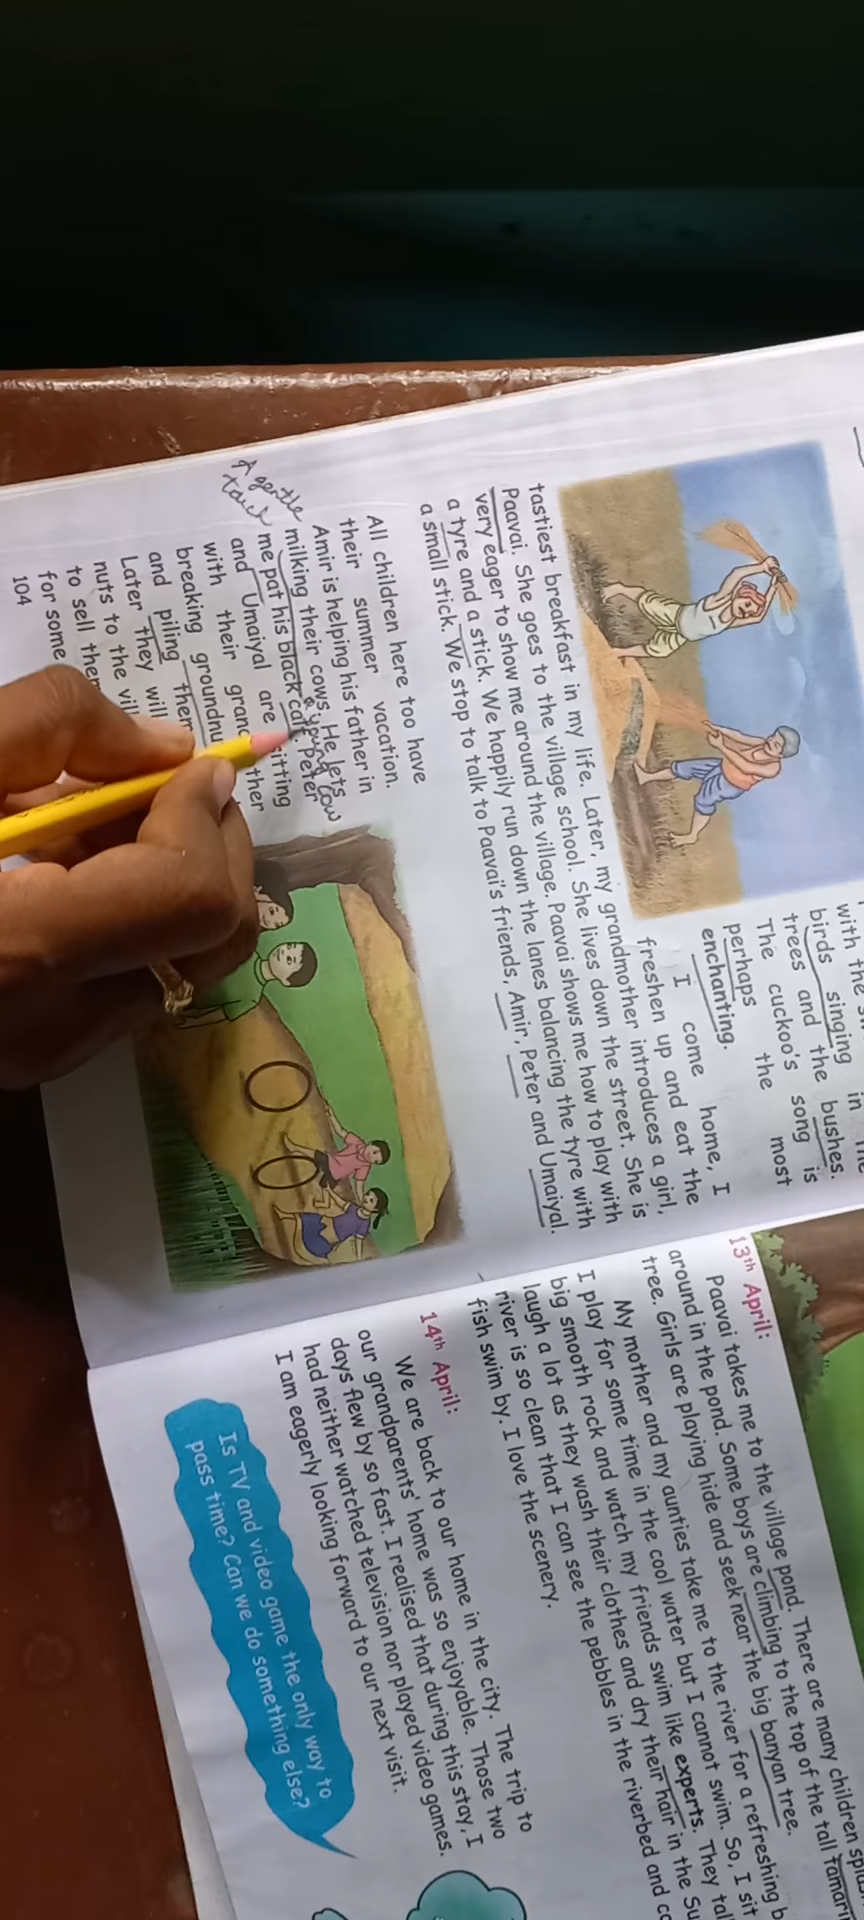 with the
birds singing in the
trees and the bushes.
The cuckoo's song is
perhaps the most
enchanting.
I come home, I
freshen up and eat the
tastiest breakfast in my life. Later, my grandmother introduces a girl,
Paavai. She goes to the village school. She lives down the street. She is
very eager to show me around the village. Paavai shows me how to play with
a tyre and a stick. We happily run down the lanes balancing the tyre with
a small stick. We stop to talk to Paavai's friends, Amir, Peter and Umaiyal.
All children here too have
their summer vacation.
Amir is helping his father in
milking their cows. He lets
me pat his black calf. Peter
and Umaiyal are sitting
with their ther
breaking
and piling them
Later they will
nuts to the
to sell them
for some
104
A gentle
young cow
13th April:
Paavai takes me to the village pond. There are many children
around in the pond. Some boys are climbing to the top of the tall
tree. Girls are playing hide and seek near the big banyan tree.
My mother and my aunties take me to the river for a refreshing
I play for some time in the cool water but I cannot swim. So, I sit
big smooth rock and watch my friends swim like experts. They
laugh a lot as they wash their clothes and dry their hair in the
river is so clean that I can see the pebbles in the riverbed and
fish swim by. I love the scenery.
14th April:
We are back to our home in the city. The trip to
our grandparents' home was so enjoyable. Those two
days flew by so fast. I realised that during this stay, I
had neither watched television nor played video games.
I am eagerly looking forward to our next visit.
Is TV and video game the only way to
pass time? Can we do something else?